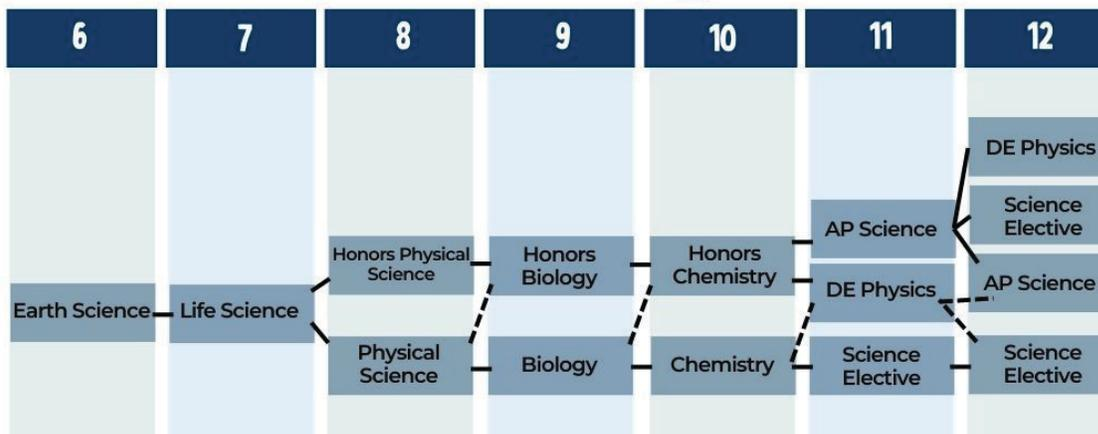 6 7 8 9 10 11 12
DE Physics
Science
Elective
AP Science
Honors Physical
Science
Honors
Biology
Honors
Chemistry
DE Physics
AP Science
Earth Science
Life Science
Physical
Science
Biology
Chemistry
Science
Elective
Science
Elective